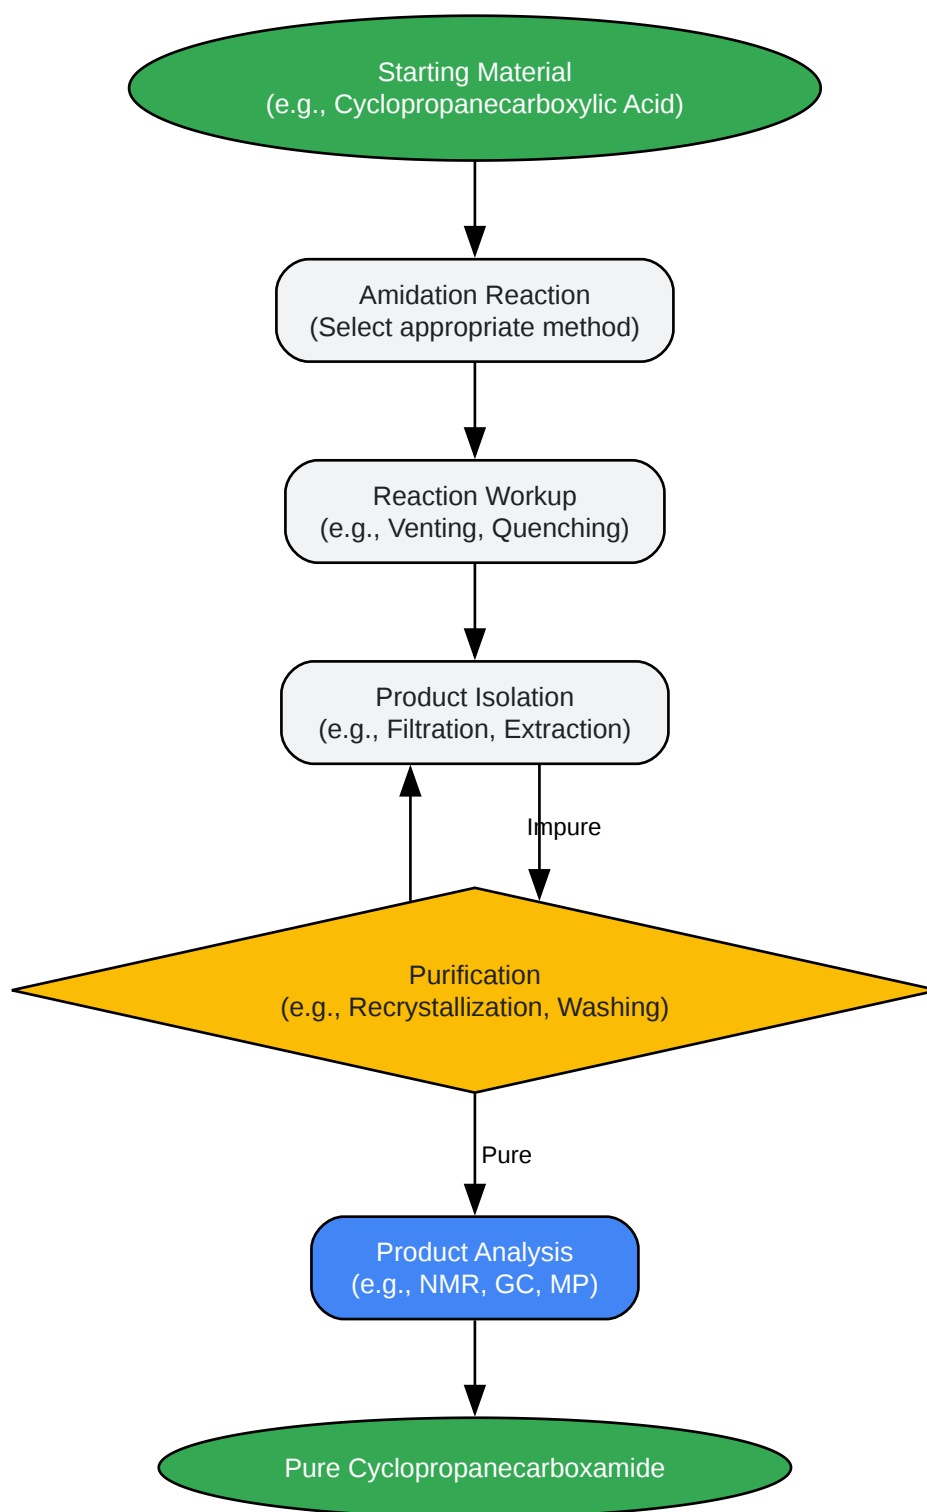 Starting Material
(e.g., Cyclopropanecarboxylic Acid)
Amidation Reaction
(Select appropriate method)
Reaction Workup
(e.g., Venting, Quenching)
Product Isolation
(e.g., Filtration, Extraction)
Impure
Purification
(e.g., Recrystallization, Washing)
Pure
Product Analysis
(e.g., NMR, GC, MP)
Pure Cyclopropanecarboxamide